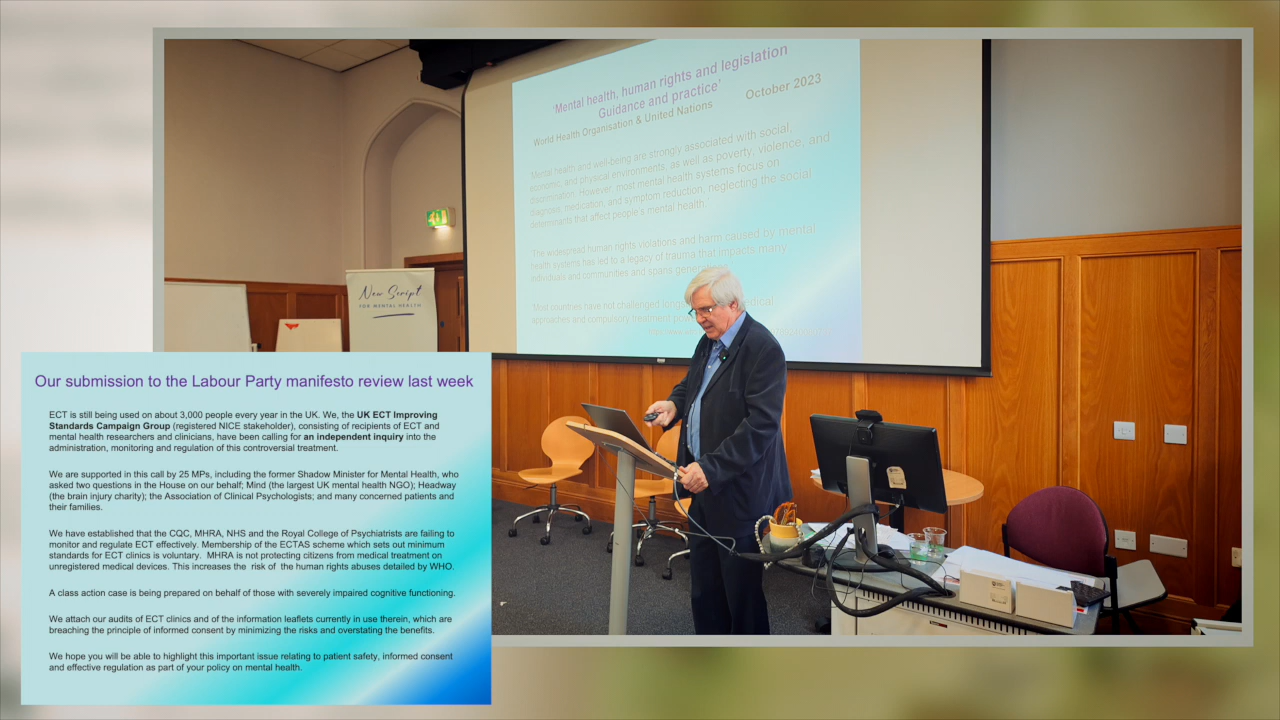 'Mental health, human rights and legislation
Guidance and practice'
October 2023
World Health Organisation & United Nations
'Mental health and well-being are strongly associated with social,
economic, and physical environments, as well as poverty, violence, and
discrimination. However, most mental health systems focus on
diagnosis, medication, and symptom reduction, neglecting the social
determinants that affect people's mental health.'
'The widespread human rights violations and harm caused by mental
health systems has led to a legacy of trauma that impacts many
individuals and communities and spans
'Most countries have not challenged
approaches and compulsory treatment
New Script
FOR MENTAL HEALTH
Our submission to the Labour Party manifesto review last week
ECT is still being used on about 3,000 people every year in the UK. We, the UK ECT Improving
Standards Campaign Group (registered NICE stakeholder), consisting of recipients of ECT and
mental health researchers and clinicians, have been calling for an independent inquiry into the
administration, monitoring and regulation of this controversial treatment.
We are supported in this call by 25 MPs, including the former Shadow Minister for Mental Health, who
asked two questions in the House on our behalf; Mind (the largest UK mental health NGO); Headway
(the brain injury charity); the Association of Clinical Psychologists; and many concerned patients and
their families.
We have established that the CQC, MHRA, NHS and the Royal College of Psychiatrists are failing to
monitor and regulate ECT effectively. Membership of the ECTAS scheme which sets out minimum
standards for ECT clinics is voluntary. MHRA is not protecting citizens from medical treatment on
unregistered medical devices. This increases the risk of the human rights abuses detailed by WHO.
A class action case is being prepared on behalf of those with severely impaired cognitive functioning.
We attach our audits of ECT clinics and of the information leaflets currently in use therein, which are
breaching the principle of informed consent by minimizing the risks and overstating the benefits.
We hope you will be able to highlight this important issue relating to patient safety, informed consent
and effective regulation as part of your policy on mental health.